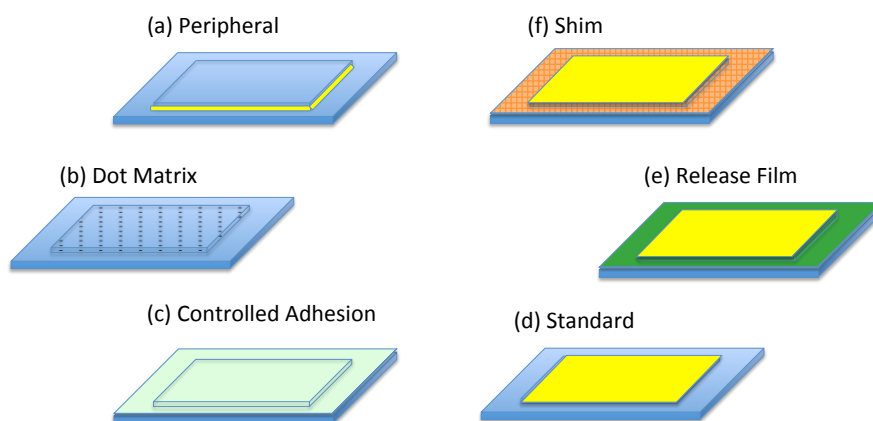 (a) Peripheral
(f) Shim
(b) Dot Matrix
(e) Release Film
(c) Controlled Adhesion
(d) Standard